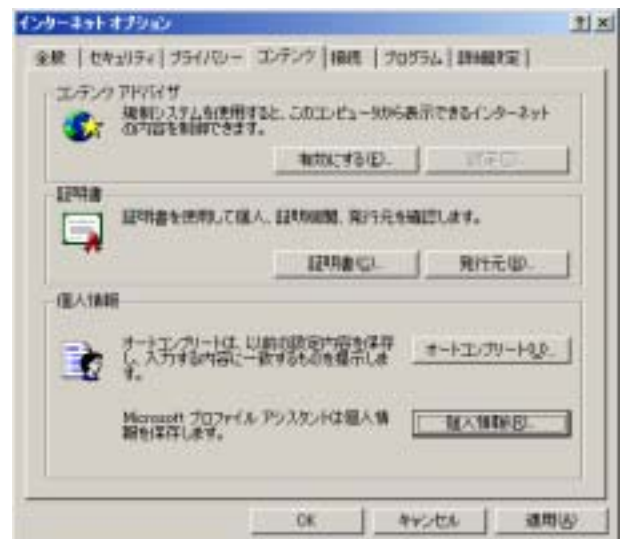 インターネット オプション
全般 セキュリティ プライバシー コンテンツ 接続 プログラム 詳細設定
コンテンツ アドバイザ
規制システムを使用すると、このコンピュータから表示できるインターネット
の内容を制御できます。
有効にする(E)...
証明書
証明書を使用して個人、証明機関、発行元を確認します。
証明書(C)... 発行元(B)...
個人情報
オートコンプリートは、以前の設定内容を保存
し、入力する内容に一致するものを提示しま
す。
オートコンプリート(U)...
Microsoft プロファイル アシスタントは個人情
報を保存します。
個人情報(R)...
OK キャンセル 適用(A)